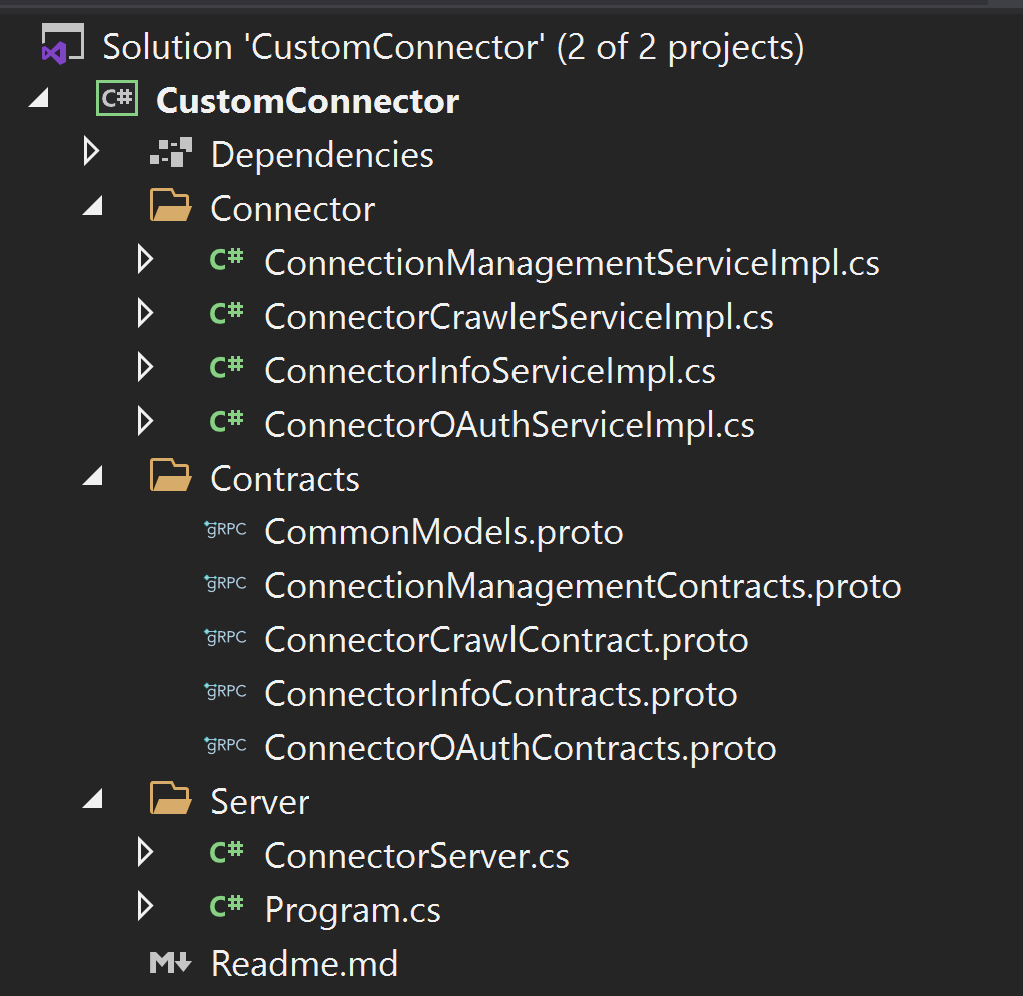 Solution 'CustomConnector' (2 of 2 projects)
C# CustomConnector
Dependencies
Connector
C# ConnectionManagementServiceImpl.cs
C# ConnectorCrawlerServiceImpl.cs
C# ConnectorInfoServiceImpl.cs
C# ConnectorOAuthServiceImpl.cs
Contracts
gRPC CommonModels.proto
gRPC ConnectionManagementContracts.proto
gRPC ConnectorCrawlContract.proto
gRPC ConnectorInfoContracts.proto
gRPC ConnectorOAuthContracts.proto
Server
C# ConnectorServer.cs
C# Program.cs
M↓ Readme.md